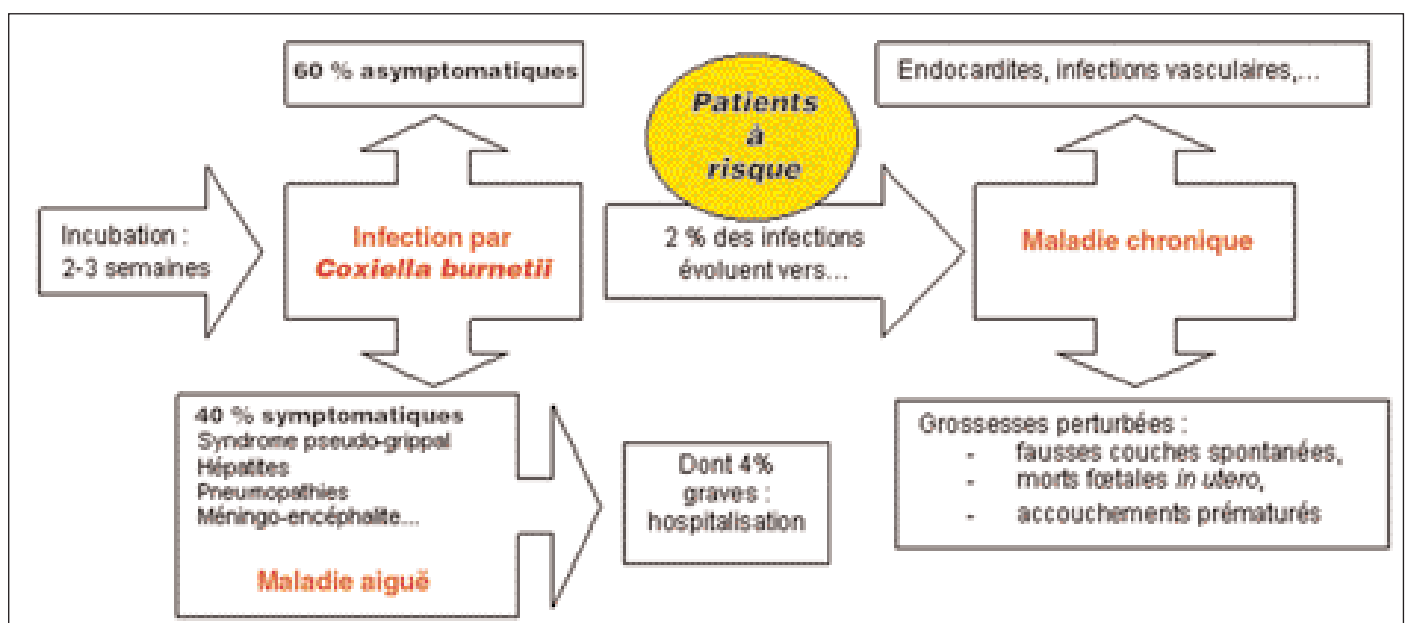 60 % asymptomatiques
Patients
à
risque
Endocardites, infections vasculaires,...
Incubation :
2-3 semaines
Infection par
Coxiella burnetii
2 % des infections
évoluent vers...
Maladie chronique
40 % symptomatiques
Syndrome pseudo-grippal
Hépatites
Pneumopathies
Méningo-encéphalite...
Maladie aiguë
Dont 4%
graves :
hospitalisation
Grossesses perturbées :
- fausses couches spontanées,
- morts fœtales in utero,
- accouchements prématurés